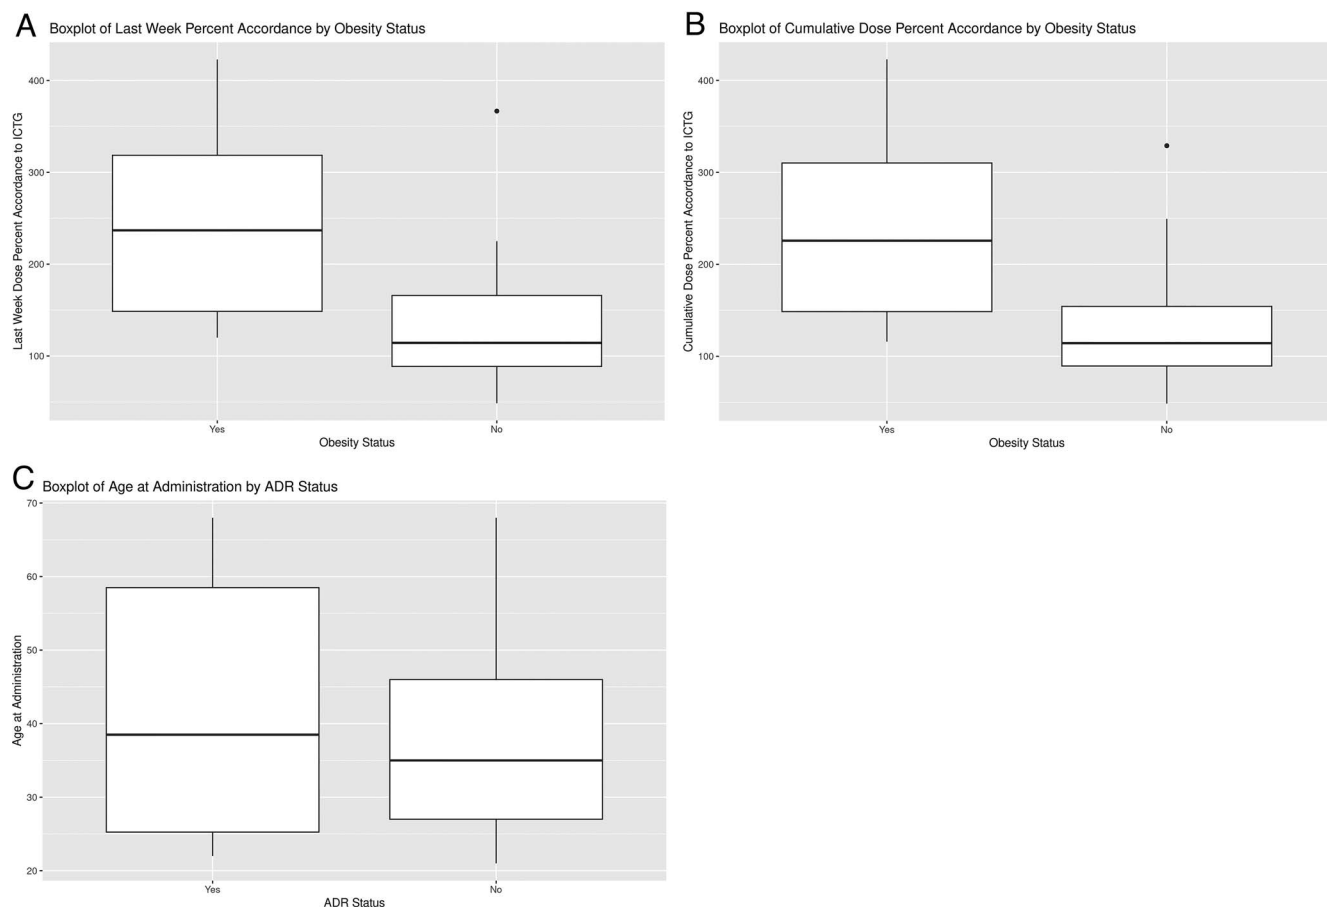 A
Boxplot of Last Week Percent Accordance by Obesity Status
Last Week Dose Percent Accordance to ICTG
400
300
200
100
Yes
No
Obesity Status
B
Boxplot of Cumulative Dose Percent Accordance by Obesity Status
Cumulative Dose Percent Accordance to ICTG
400
300
200
100
Yes
No
Obesity Status
C
Boxplot of Age at Administration by ADR Status
Age at Administration
70
60
50
40
30
20
Yes
No
ADR Status